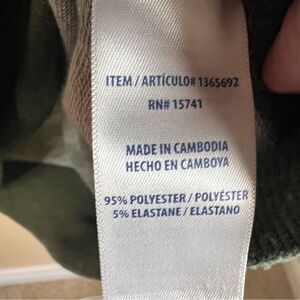 ITEM / ARTÍCULO# 1365692
RN# 15741
MADE IN CAMBODIA
HECHO EN CAMBOYA
95% POLYESTER / POLYÉSTER
5% ELASTANE / ELASTANO